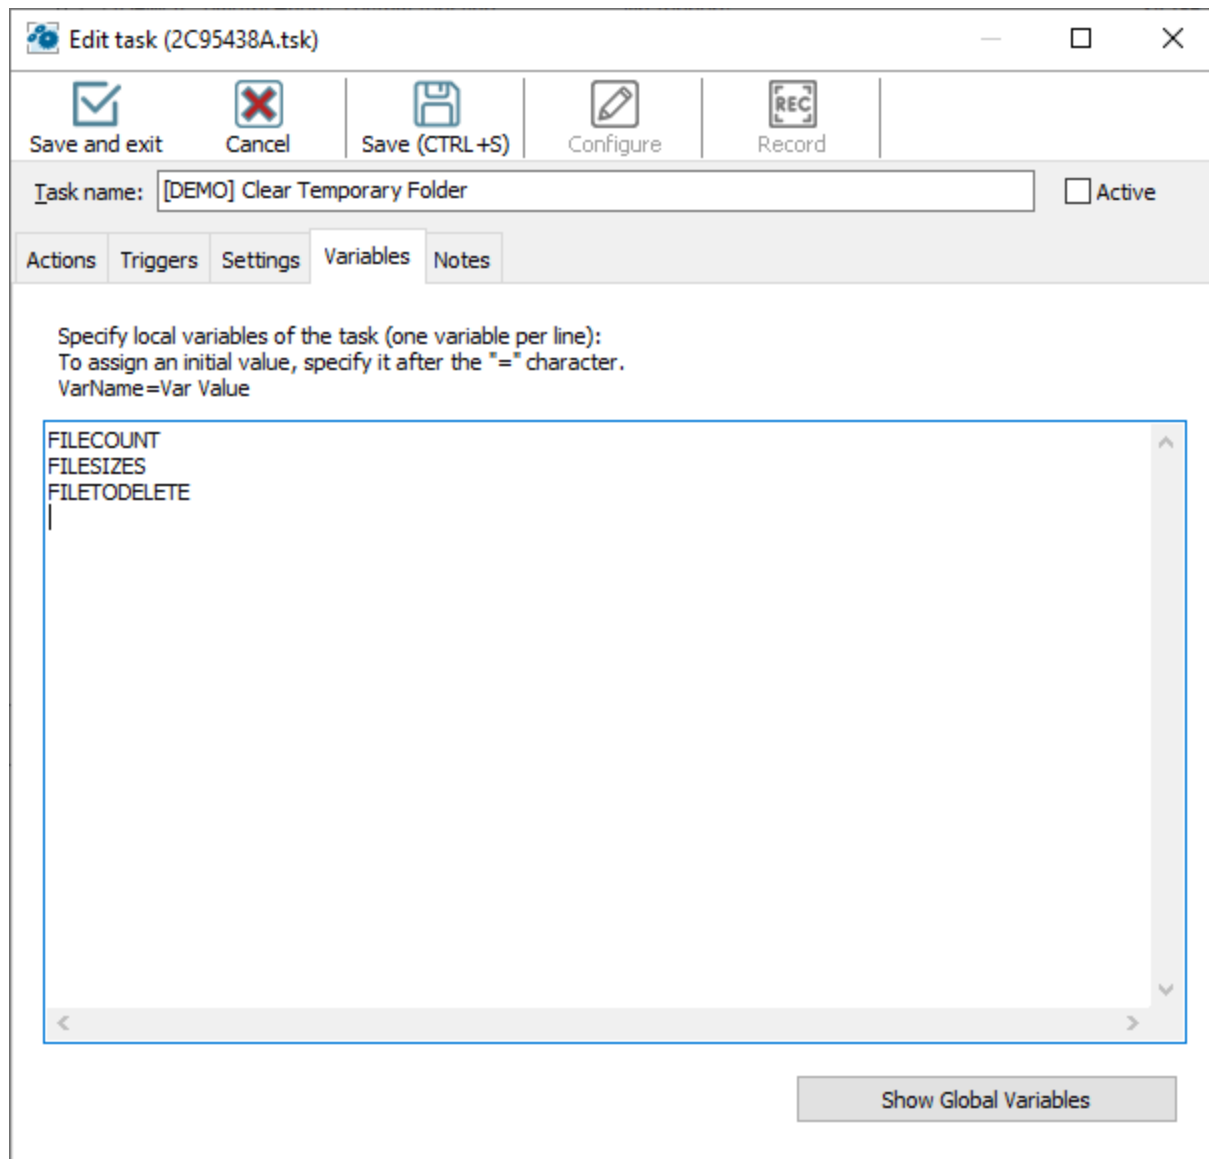 Edit task (2C95438A.tsk)
Save and exit
Cancel
Save (CTRL+S)
Configure
REC
Record
Task name: [DEMO] Clear Temporary Folder
Active
Actions Triggers Settings Variables Notes
Specify local variables of the task (one variable per line):
To assign an initial value, specify it after the "=" character.
VarName=Var Value
FILECOUNT
FILESIZES
FILETODELETE
Show Global Variables